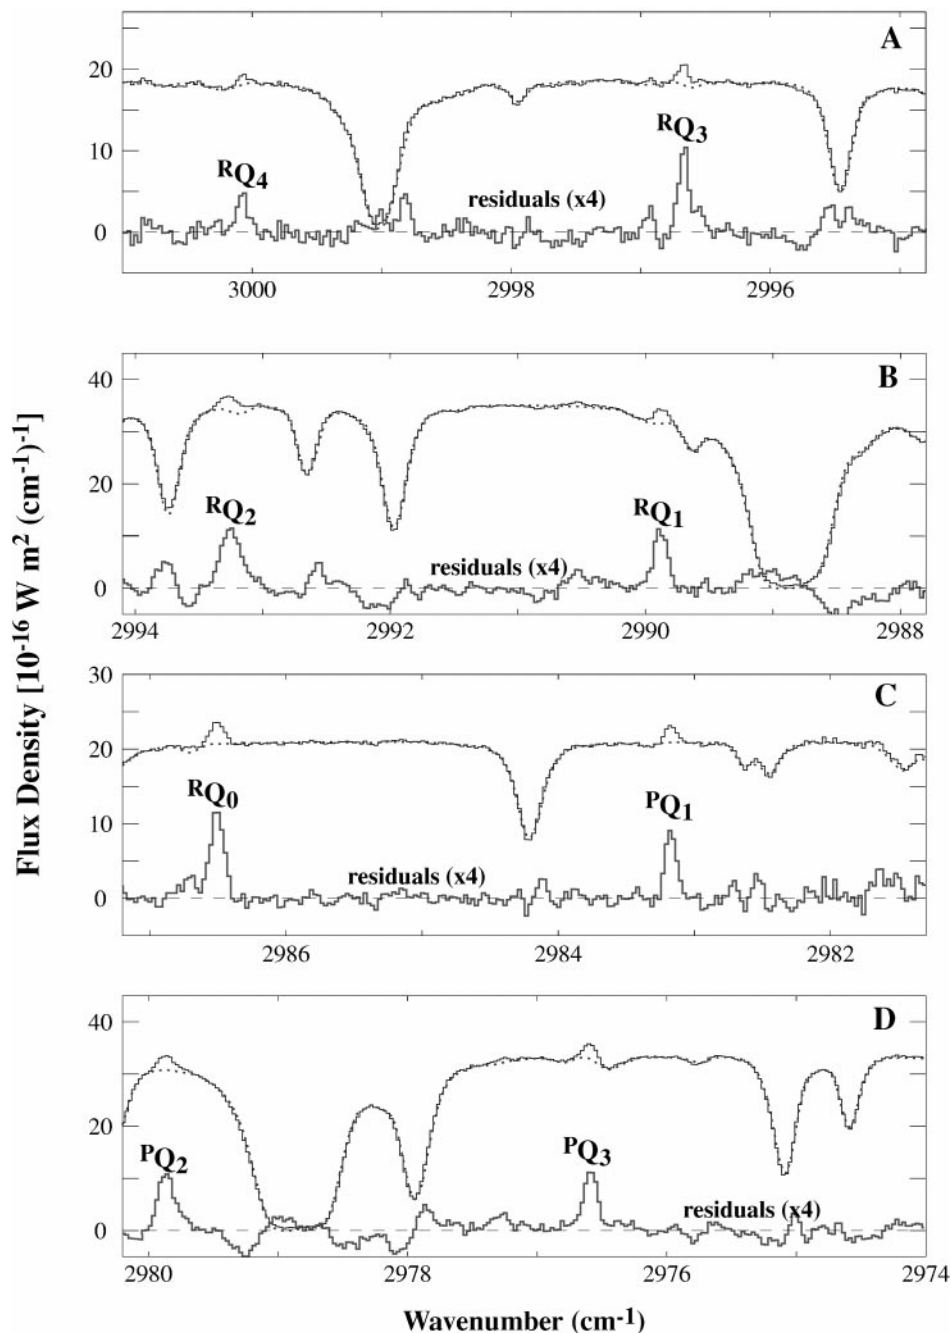 A
20
10
0
RQ4
RQ3
residuals (x4)
3000
2998
2996
B
40
20
0
RQ2
RQ1
residuals (x4)
2994
2992
2990
2988
C
30
20
10
0
RQ0
PQ1
residuals (x4)
2986
2984
2982
D
40
20
0
PQ2
PQ3
residuals (x4)
2980
2978
2976
2974
Flux Density [10-16 W m2 (cm-1)-1]
Wavenumber (cm-1)